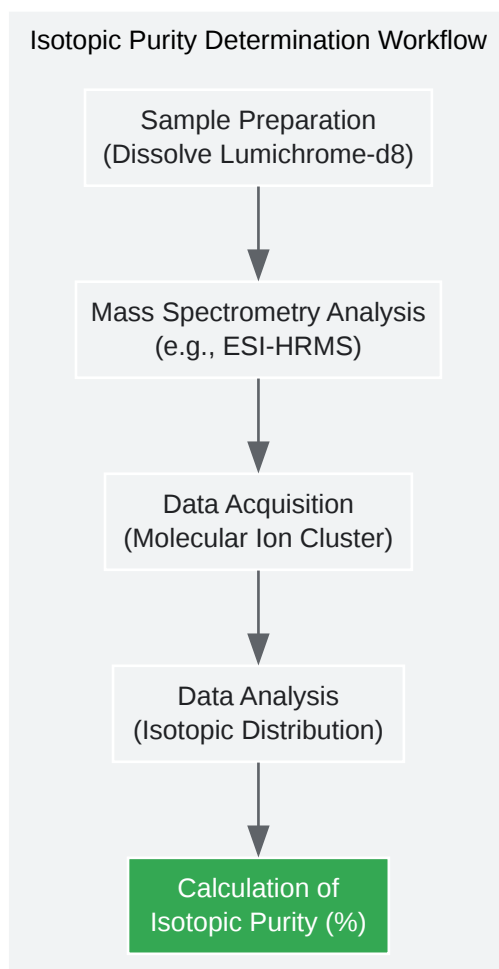 Isotopic Purity Determination Workflow
Sample Preparation
(Dissolve Lumichrome-d8)
Mass Spectrometry Analysis
(e.g., ESI-HRMS)
Data Acquisition
(Molecular Ion Cluster)
Data Analysis
(Isotopic Distribution)
Calculation of
Isotopic Purity (%)